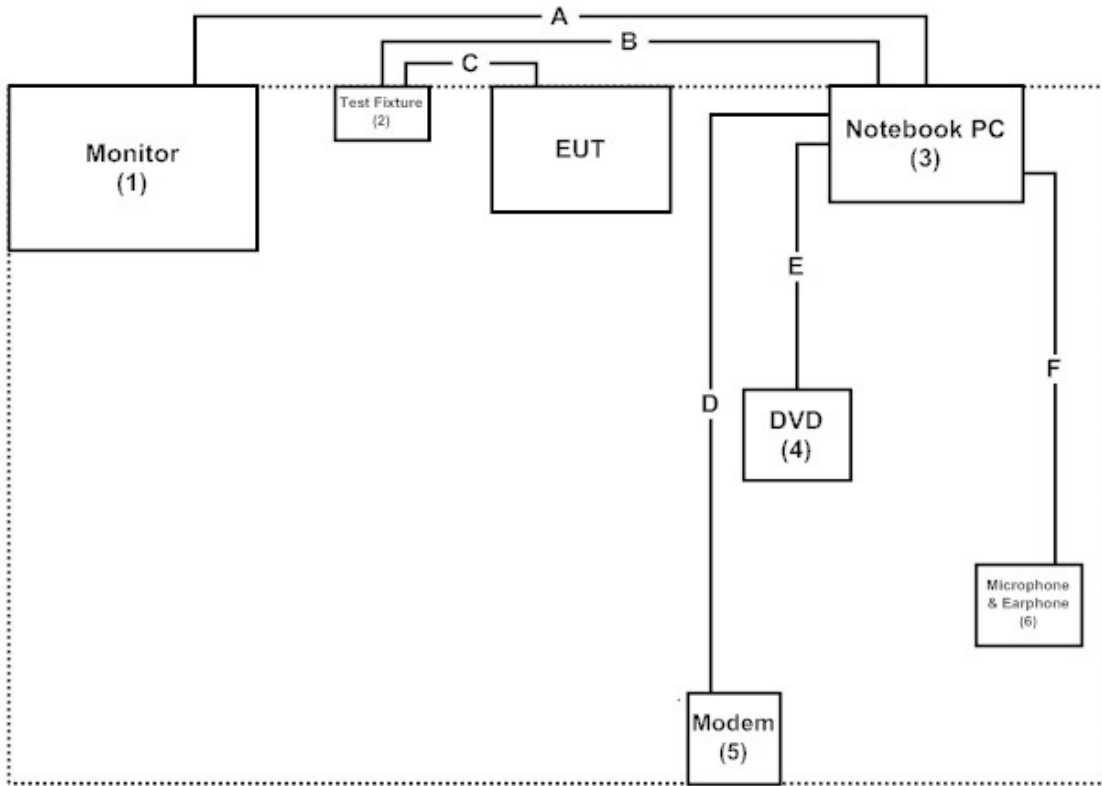 A
B
C
Test Fixture
(2)
Monitor
(1)
EUT
Notebook PC
(3)
E
D
F
DVD
(4)
Microphone
& Earphone
(6)
Modem
(5)